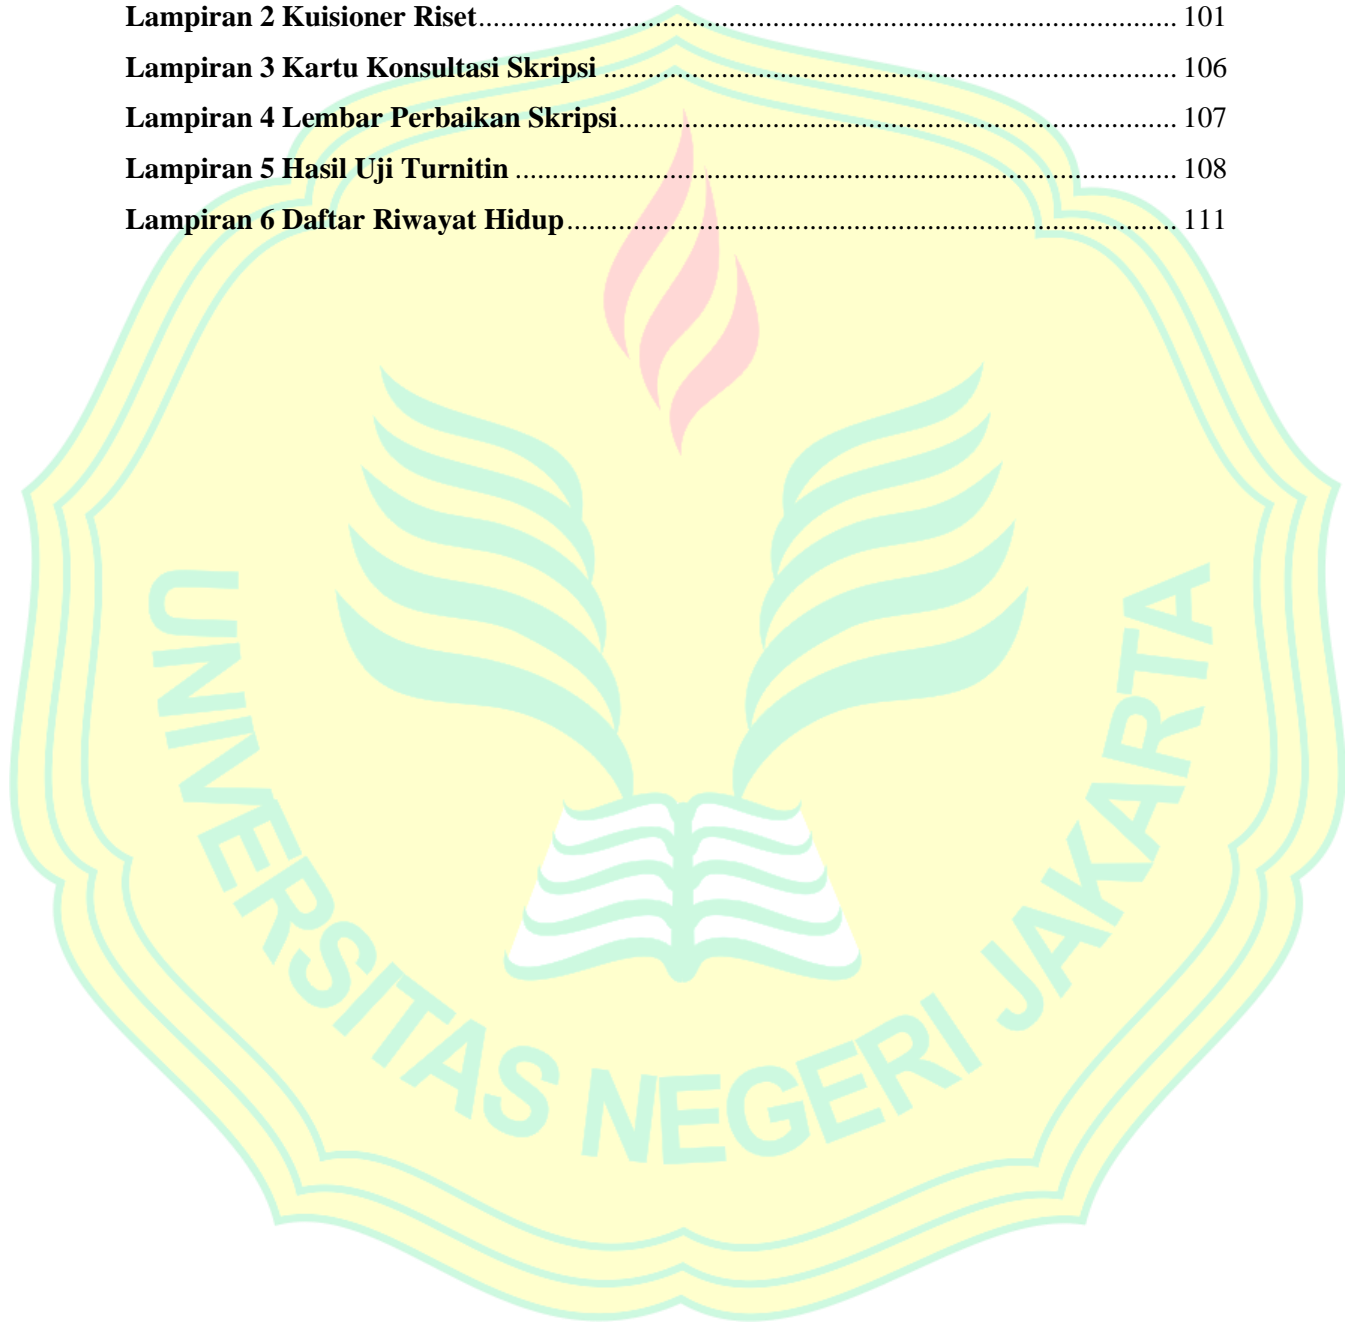 Lampiran 2 Kuisioner Riset................................................................................................ 101
Lampiran 3 Kartu Konsultasi Skripsi ............................................................................... 106
Lampiran 4 Lembar Perbaikan Skripsi............................................................................. 107
Lampiran 5 Hasil Uji Turnitin ........................................................................................... 108
Lampiran 6 Daftar Riwayat Hidup.................................................................................... 111
UNIVERSITAS NEGERI JAKARTA